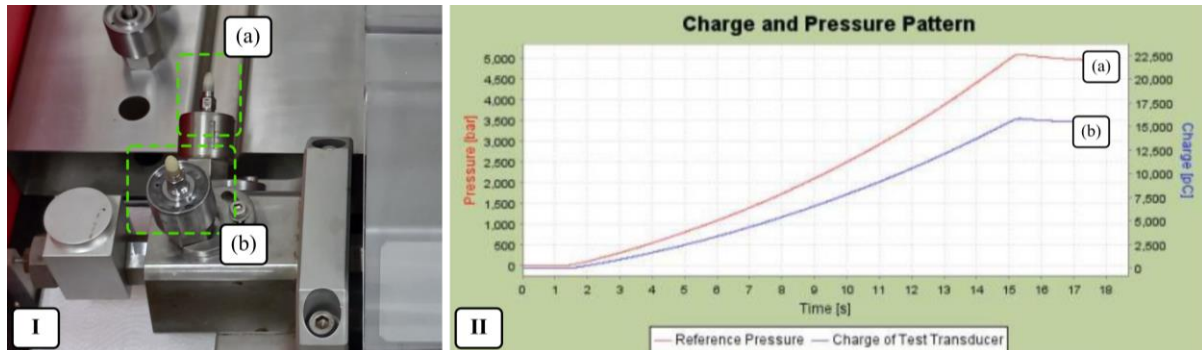 (a)
(b)
I
Charge and Pressure Pattern
5,000
4,500
4,000
3,500
3,000
2,500
2,000
1,500
1,000
500
0
Pressure [bar]
22,500
20,000
17,500
15,000
12,500
10,000
7,500
5,000
2,500
0
Charge [pC]
(a)
(b)
0 1 2 3 4 5 6 7 8 9 10 11 12 13 14 15 16 17 18
Time [s]
II
Reference Pressure Charge of Test Transducer